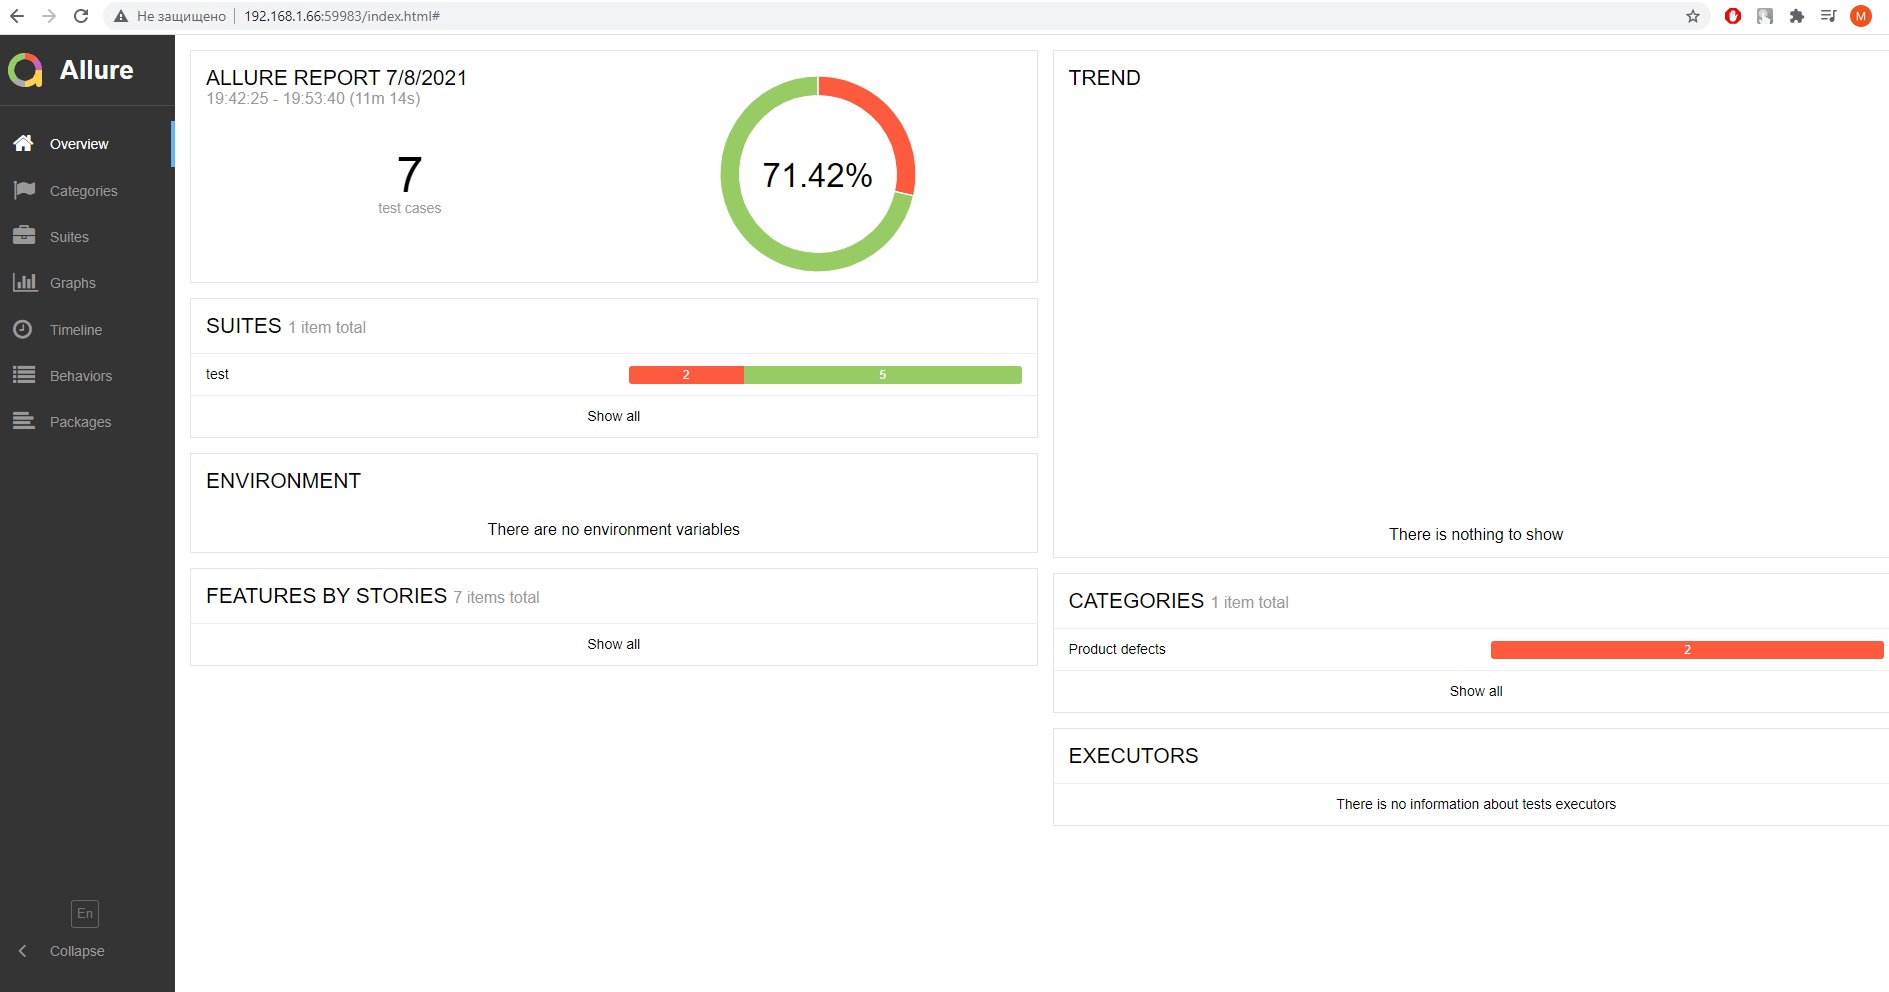 Не защищено
192.168.1.66:59983/index.html#
M
Allure
Overview
Categories
Suites
Graphs
Timeline
Behaviors
Packages
En
Collapse
ALLURE REPORT 7/8/2021
19:42:25 - 19:53:40 (11m 14s)
7
test cases
71.42%
SUITES 1 item total
test
2
5
Show all
ENVIRONMENT
There are no environment variables
FEATURES BY STORIES 7 items total
Show all
TREND
There is nothing to show
CATEGORIES 1 item total
Product defects
2
Show all
EXECUTORS
There is no information about tests executors